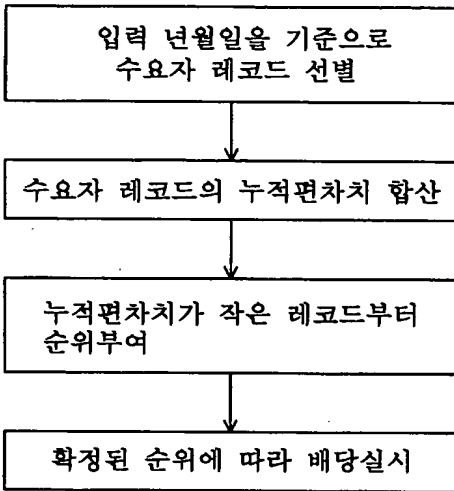 입력 년월일을 기준으로
수요자 레코드 선별
수요자 레코드의 누적편차치 합산
누적편차치가 작은 레코드부터
순위부여
확정된 순위에 따라 배당실시